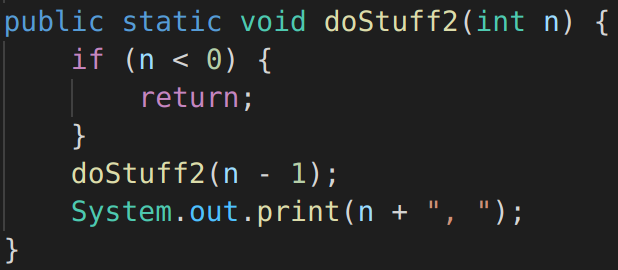 public static void doStuff2(int n) {
    if (n < 0) {
        return;
    }
    doStuff2(n - 1);
    System.out.print(n + ", ");
}